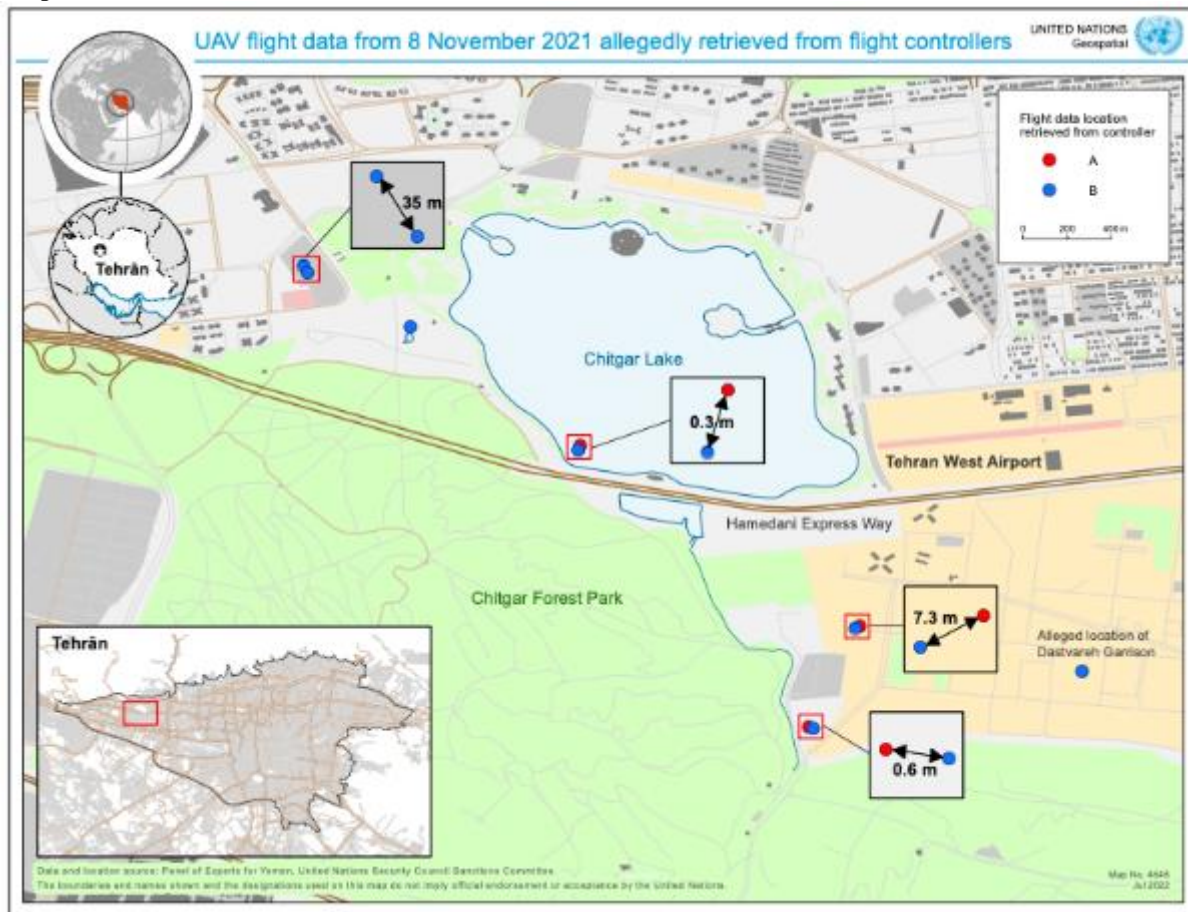 UAV flight data from 8 November 2021 allegedly retrieved from flight controllers
UNITED NATIONS
Geospatial
Flight data location
retrieved from controller
A
B
0 200 400 m
35 m
Tehrān
Chitgar Lake
0.3 m
Tehran West Airport
Hamedani Express Way
Chitgar Forest Park
7.3 m
Alleged location of
Dastvareh Garrison
0.6 m
Tehrān
Data and location source: Panel of Experts for Yemen, United Nations Security Council Sanctions Committee
The boundaries and names shown and the designations used on this map do not imply official endorsement or acceptance by the United Nations.
Map No. 4646
Jul 2022